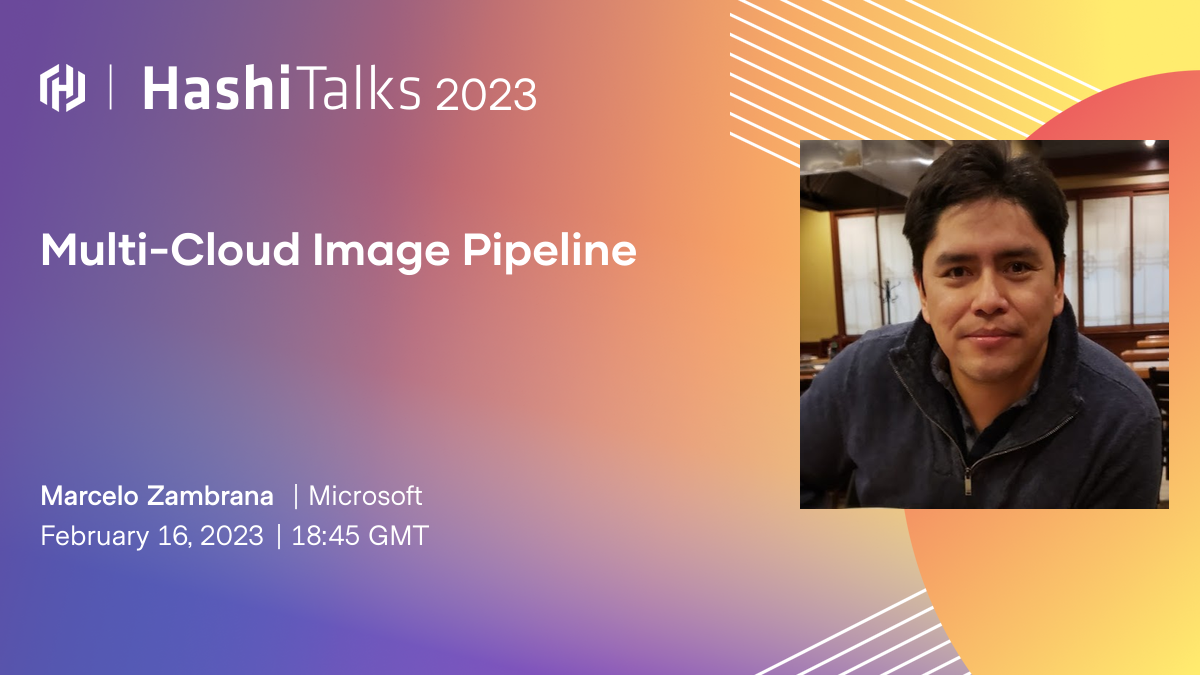 HashiTalks 2023
Multi-Cloud Image Pipeline
Marcelo Zambrana | Microsoft
February 16, 2023 | 18:45 GMT